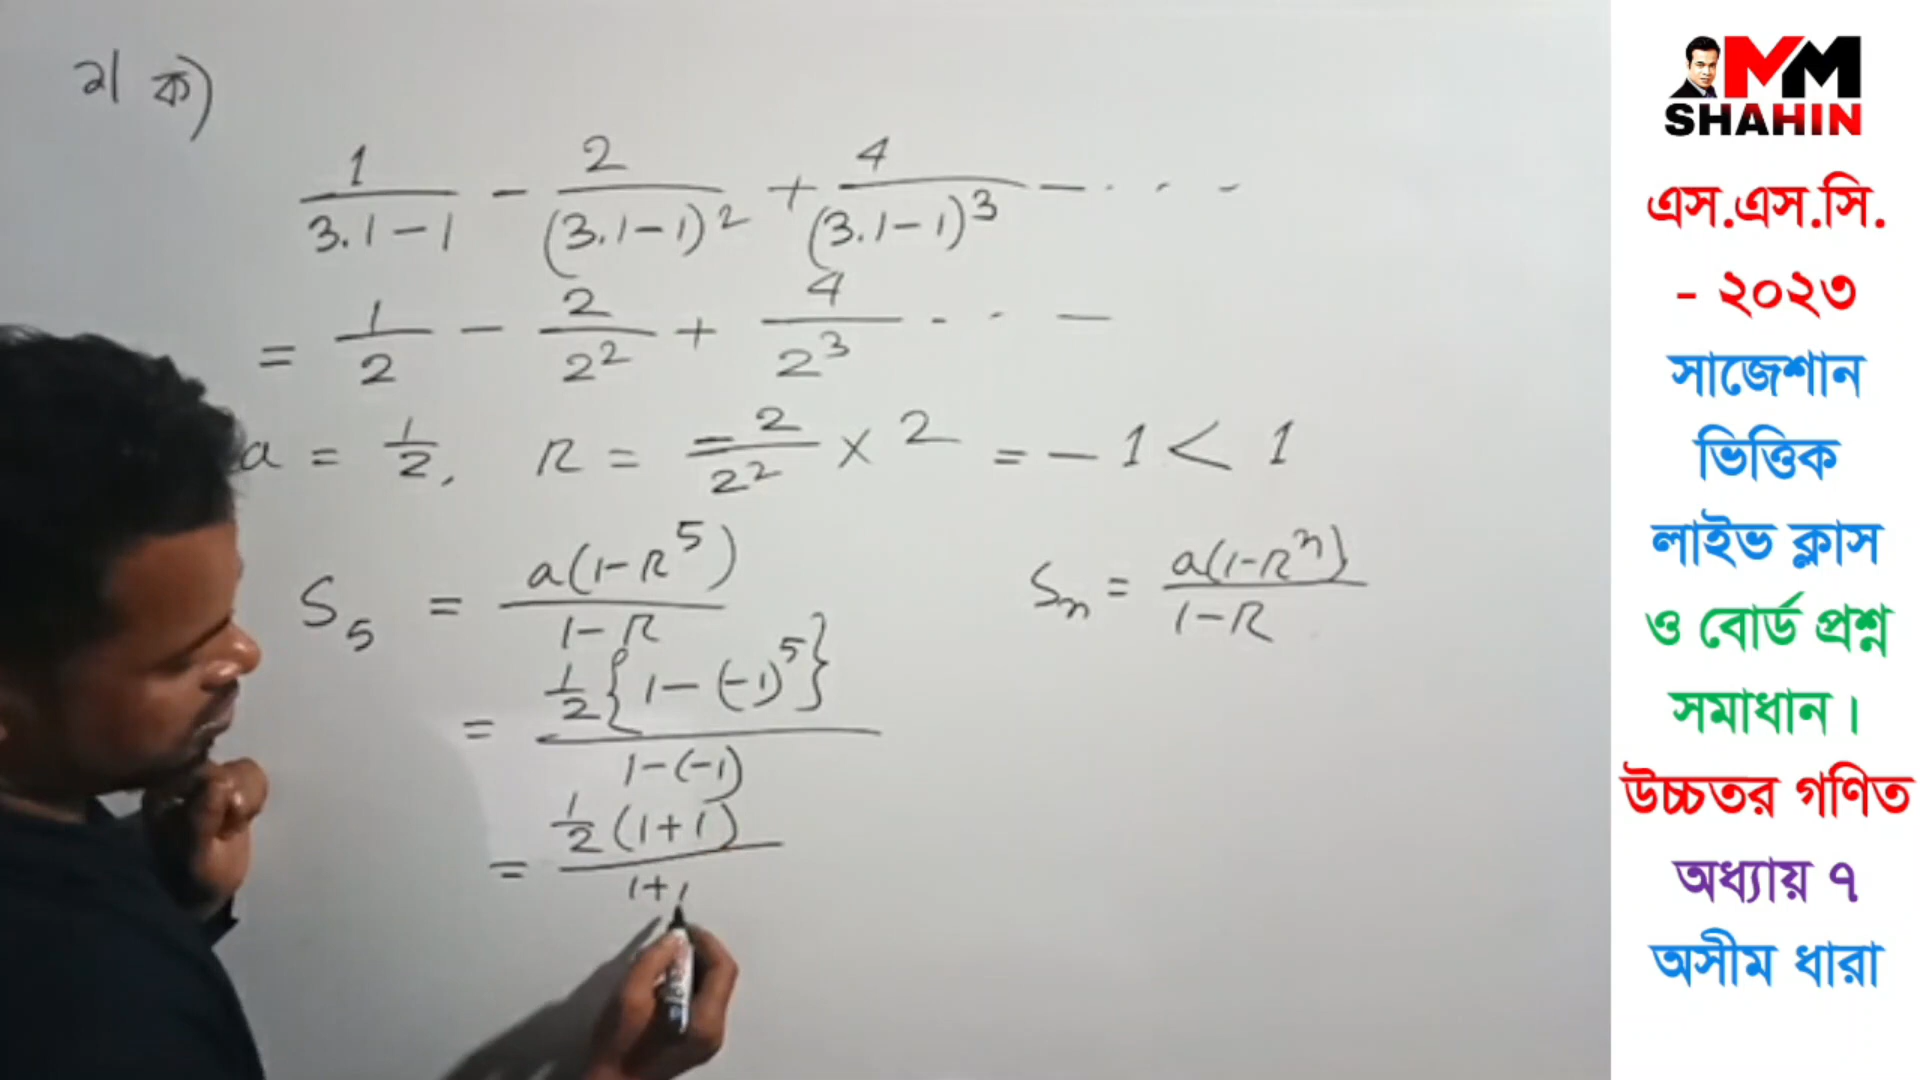 ২। ক)
1/(3.1-1) - 2/(3.1-1)² + 4/(3.1-1)³ - · · -
= 1/2 - 2/2² + 4/2³ · · -
a = 1/2, R = -2/2² × 2 = -1 < 1
S₅ = a(1-R⁵)/(1-R)
Sₙ = a(1-Rⁿ)/(1-R)
= 1/2{1-(-1)⁵}/(1-(-1))
= 1/2(1+1)/(1+1)
MM
SHAHIN
এস.এস.সি.
- ২০২৩
সাজেশান
ভিত্তিক
লাইভ ক্লাস
ও বোর্ড প্রশ্ন
সমাধান।
উচ্চতর গণিত
অধ্যায় ৭
অসীম ধারা